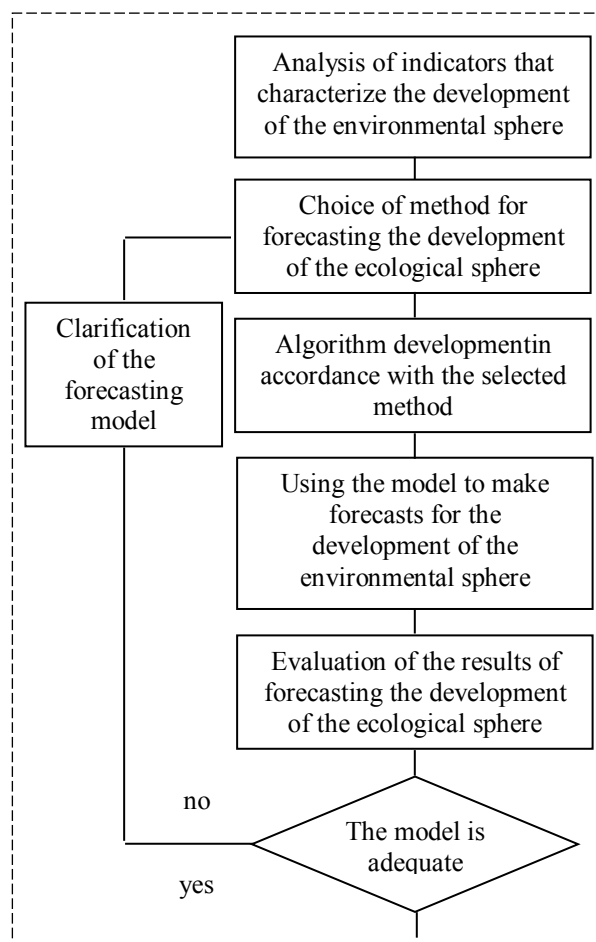 Analysis of indicators that
characterize the development
of the environmental sphere
Choice of method for
forecasting the development
of the ecological sphere
Clarification
of the
forecasting
model
Algorithm developmentin
accordance with the selected
method
Using the model to make
forecasts for the
development of the
environmental sphere
Evaluation of the results of
forecasting the development
of the ecological sphere
no
The model is
adequate
yes